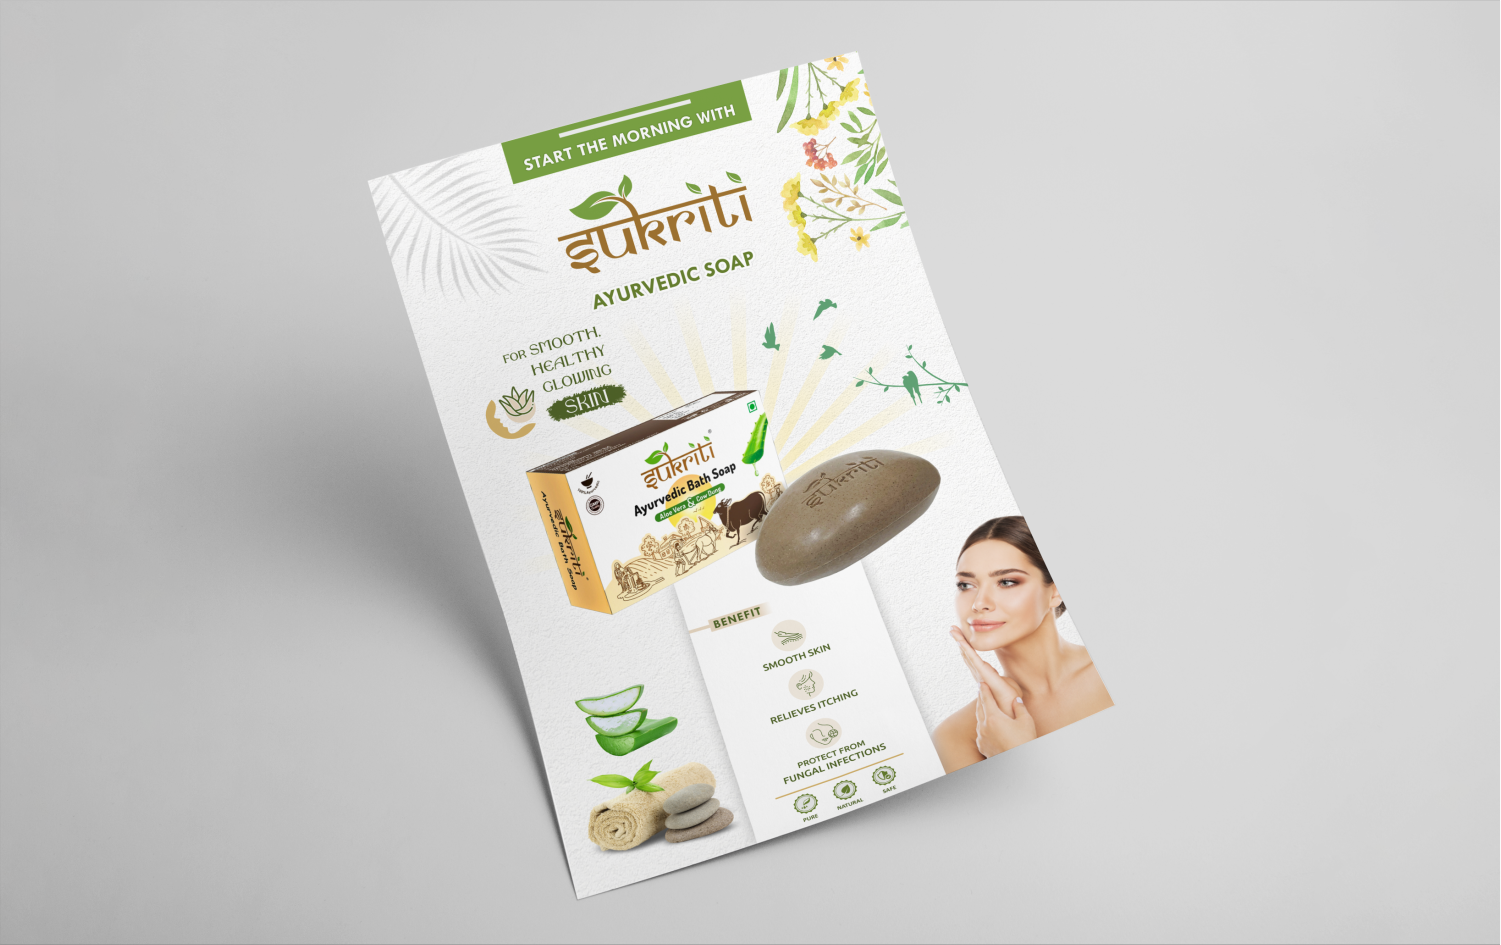 START THE MORNING WITH
sukriti
AYURVEDIC SOAP
FOR SMOOTH,
HEALTHY
GLOWING
SKIN
sukriti
Ayurvedic Bath Soap
Aloe Vera & Cow Dung
sukriti
Ayurvedic Bath Soap
sukriti
BENEFIT
SMOOTH SKIN
RELIEVES ITCHING
PROTECT FROM
FUNGAL INFECTIONS
PURE
NATURAL
SAFE